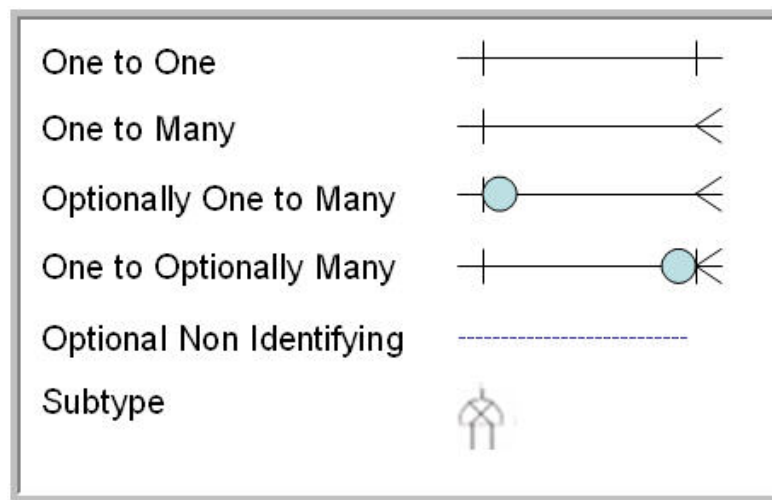 One to One
One to Many
Optionally One to Many
One to Optionally Many
Optional Non Identifying
Subtype